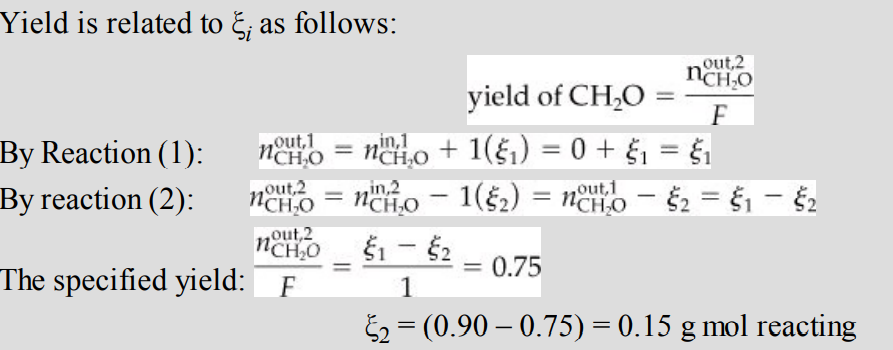 Yield is related to ξᵢ as follows:
yield of CH₂O = n^{out,2}_{CH₂O} / F
By Reaction (1): n^{out,1}_{CH₂O} = n^{in,1}_{CH₂O} + 1(ξ₁) = 0 + ξ₁ = ξ₁
By reaction (2): n^{out,2}_{CH₂O} = n^{in,2}_{CH₂O} − 1(ξ₂) = n^{out,1}_{CH₂O} − ξ₂ = ξ₁ − ξ₂
The specified yield: n^{out,2}_{CH₂O} / F = (ξ₁ − ξ₂) / 1 = 0.75
ξ₂ = (0.90 – 0.75) = 0.15 g mol reacting